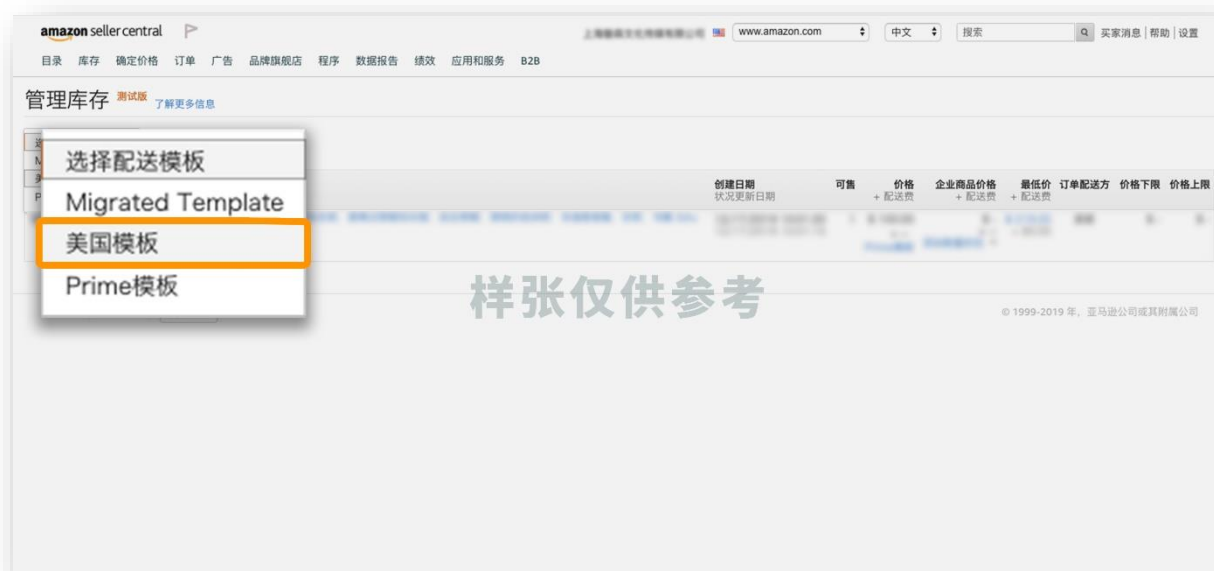 amazon seller central
www.amazon.com 中文 搜索 买家消息 | 帮助 | 设置
目录 库存 确定价格 订单 广告 品牌旗舰店 程序 数据报告 绩效 应用和服务 B2B
管理库存 测试版 了解更多信息
选择配送模板
Migrated Template
美国模板
Prime模板
创建日期 可售 价格 企业商品价格 最低价 订单配送方 价格下限 价格上限
状况更新日期 + 配送费 + 配送费 + 配送费
样张仅供参考
© 1999-2019 年，亚马逊公司或其附属公司